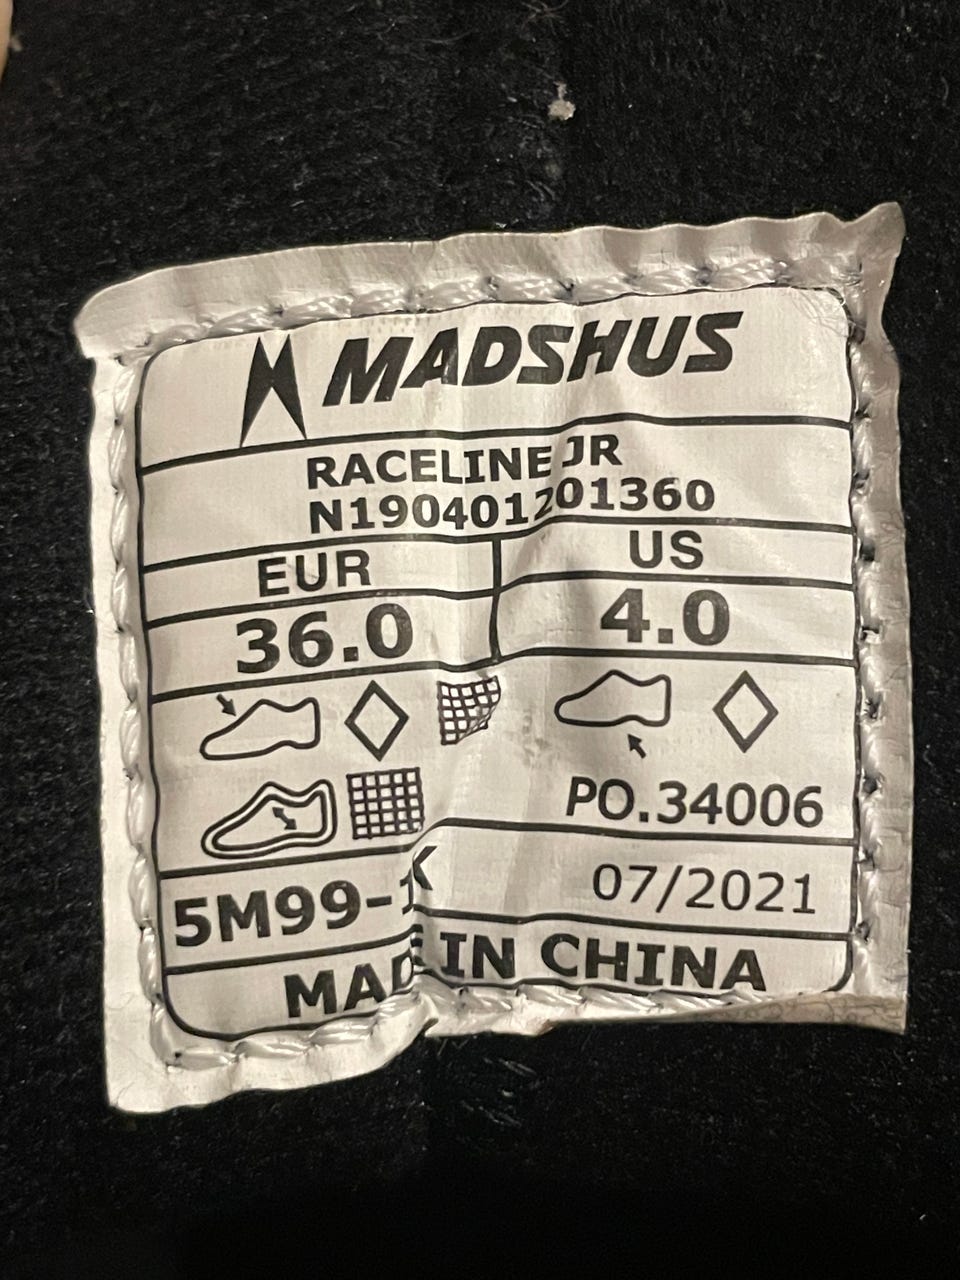 MADSHUS
RACELINE JR
N190401201360
EUR US
36.0 4.0
PO.34006
07/2021
MADE IN CHINA